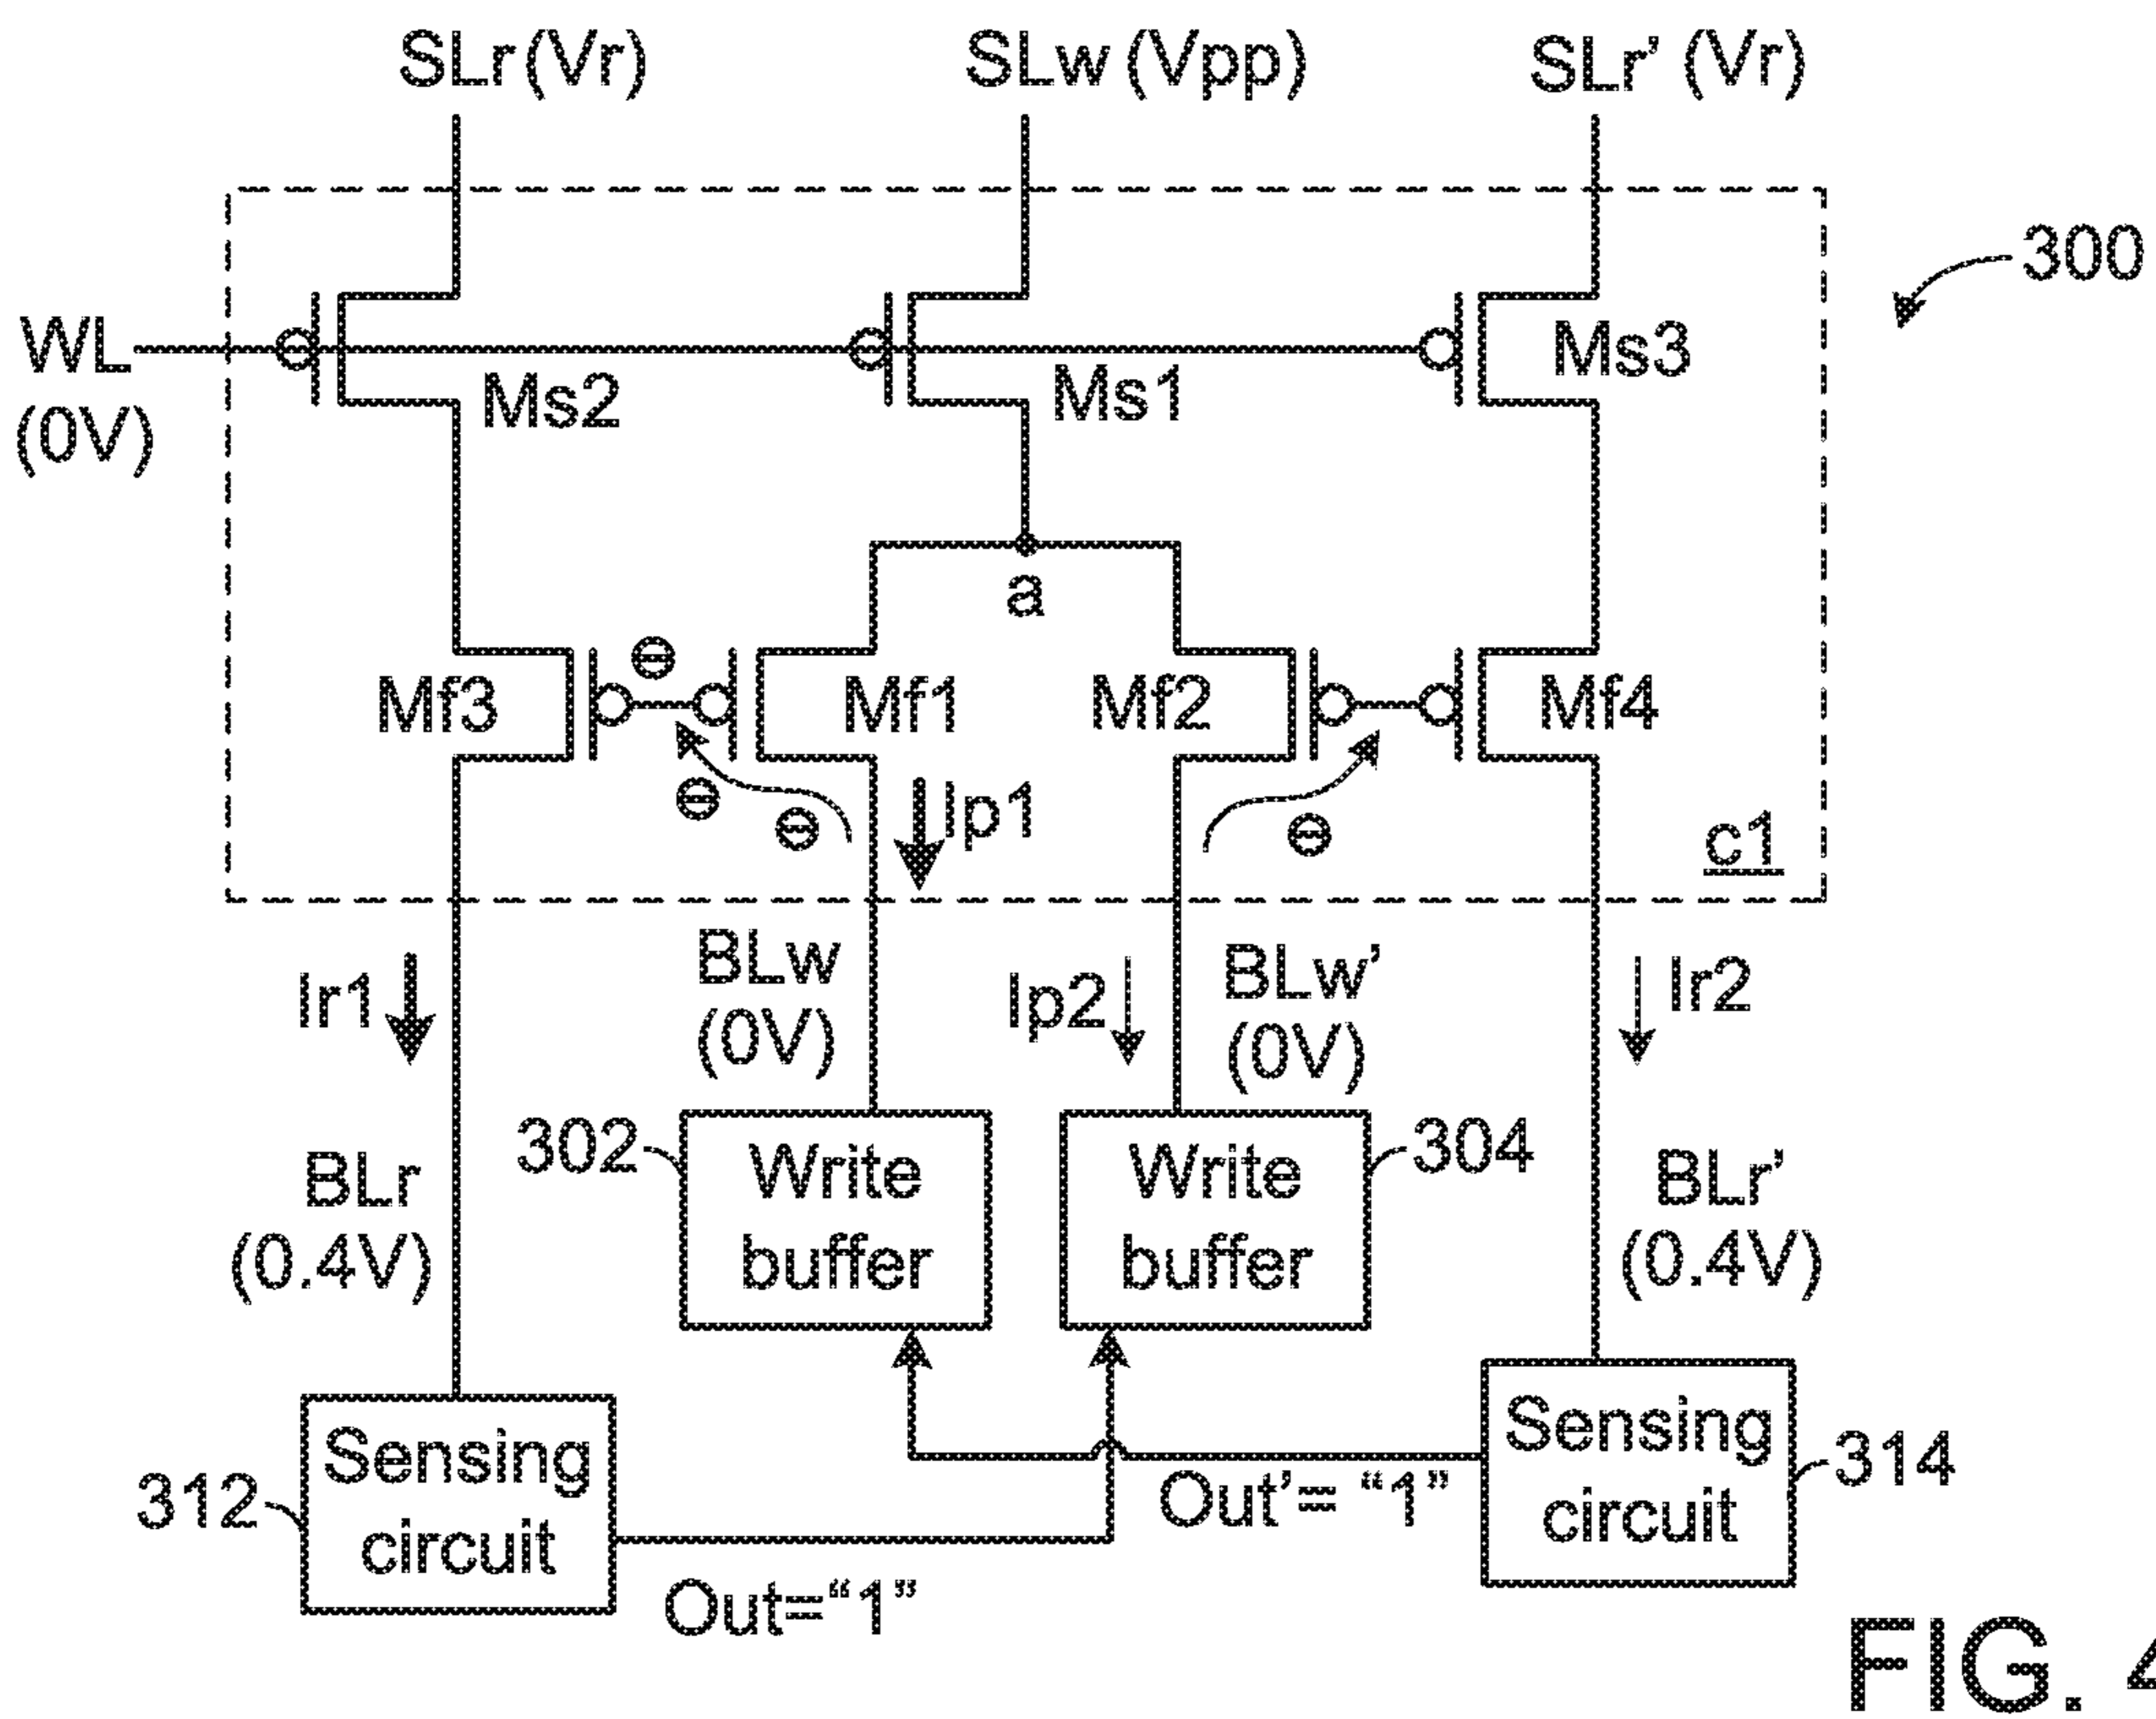 SLr (Vr)
SLw (Vpp)
SLr’ (Vr)
300
WL
(0V)
Ms2
Ms1
Ms3
a
Mf3
Mf1
Mf2
Mf4
⊖
⊖
⊖
⊖
Ip1
c1
Ir1
BLw
(0V)
Ip2
BLw’
(0V)
Ir2
302
Write
buffer
Write
buffer
304
BLr
(0.4V)
BLr’
(0.4V)
312
Sensing
circuit
Out’= “1”
Sensing
circuit
314
Out=“1”
FIG. 4